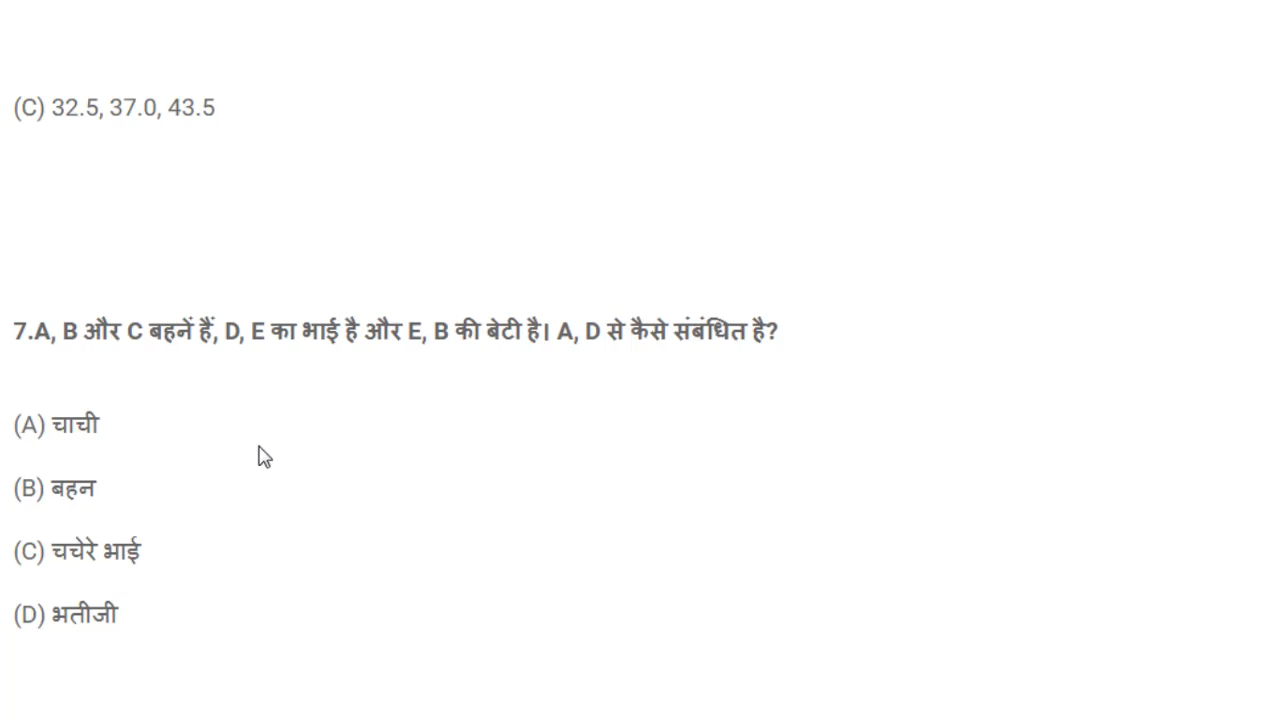 (C) 32.5, 37.0, 43.5
7.A, B और C बहनें हैं, D, E का भाई है और E, B की बेटी है। A, D से कैसे संबंधित है?
(A) चाची
(B) बहन
(C) चचेरे भाई
(D) भतीजी